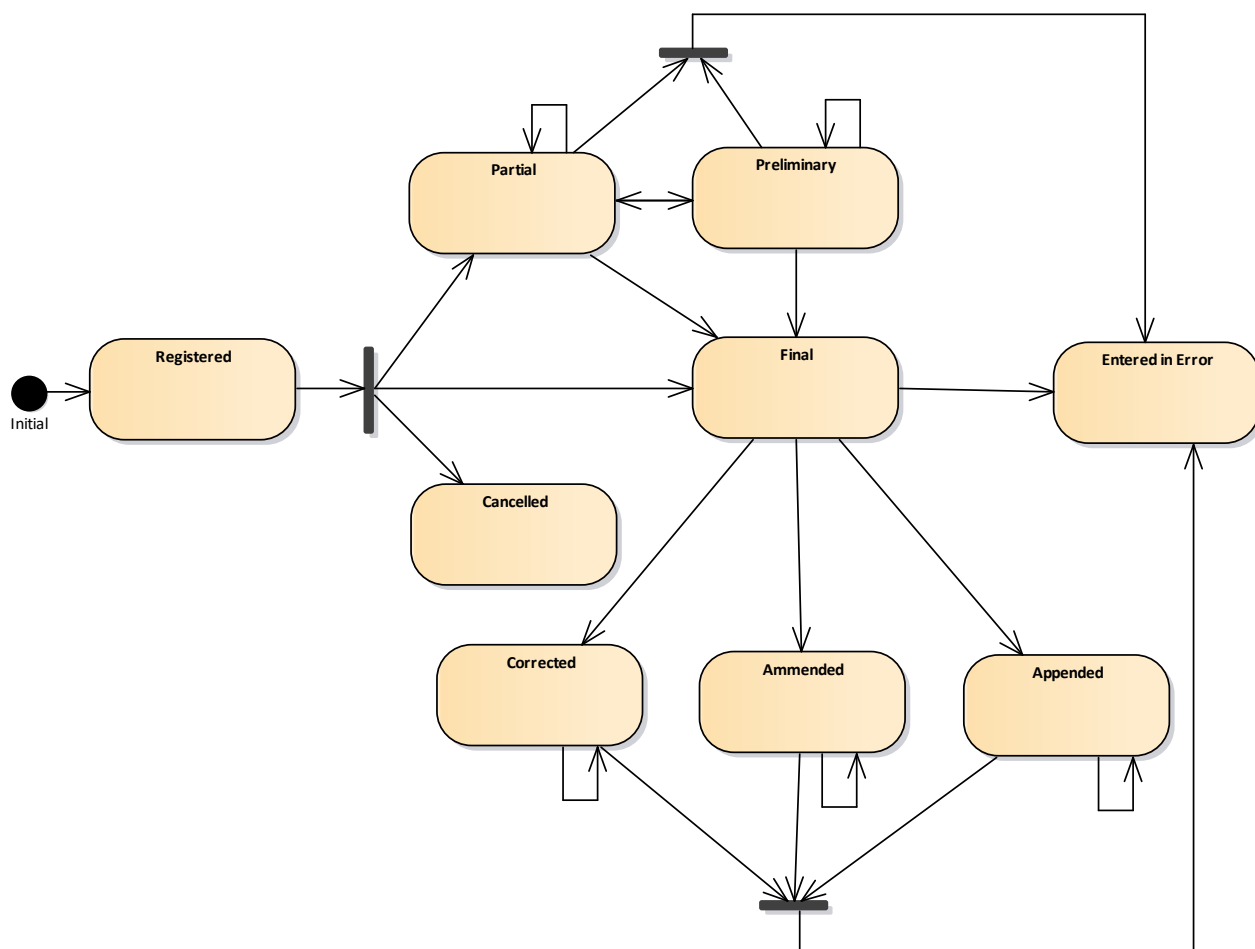 Partial
Preliminary
Registered
Final
Entered in Error
Initial
Cancelled
Corrected
Ammended
Appended